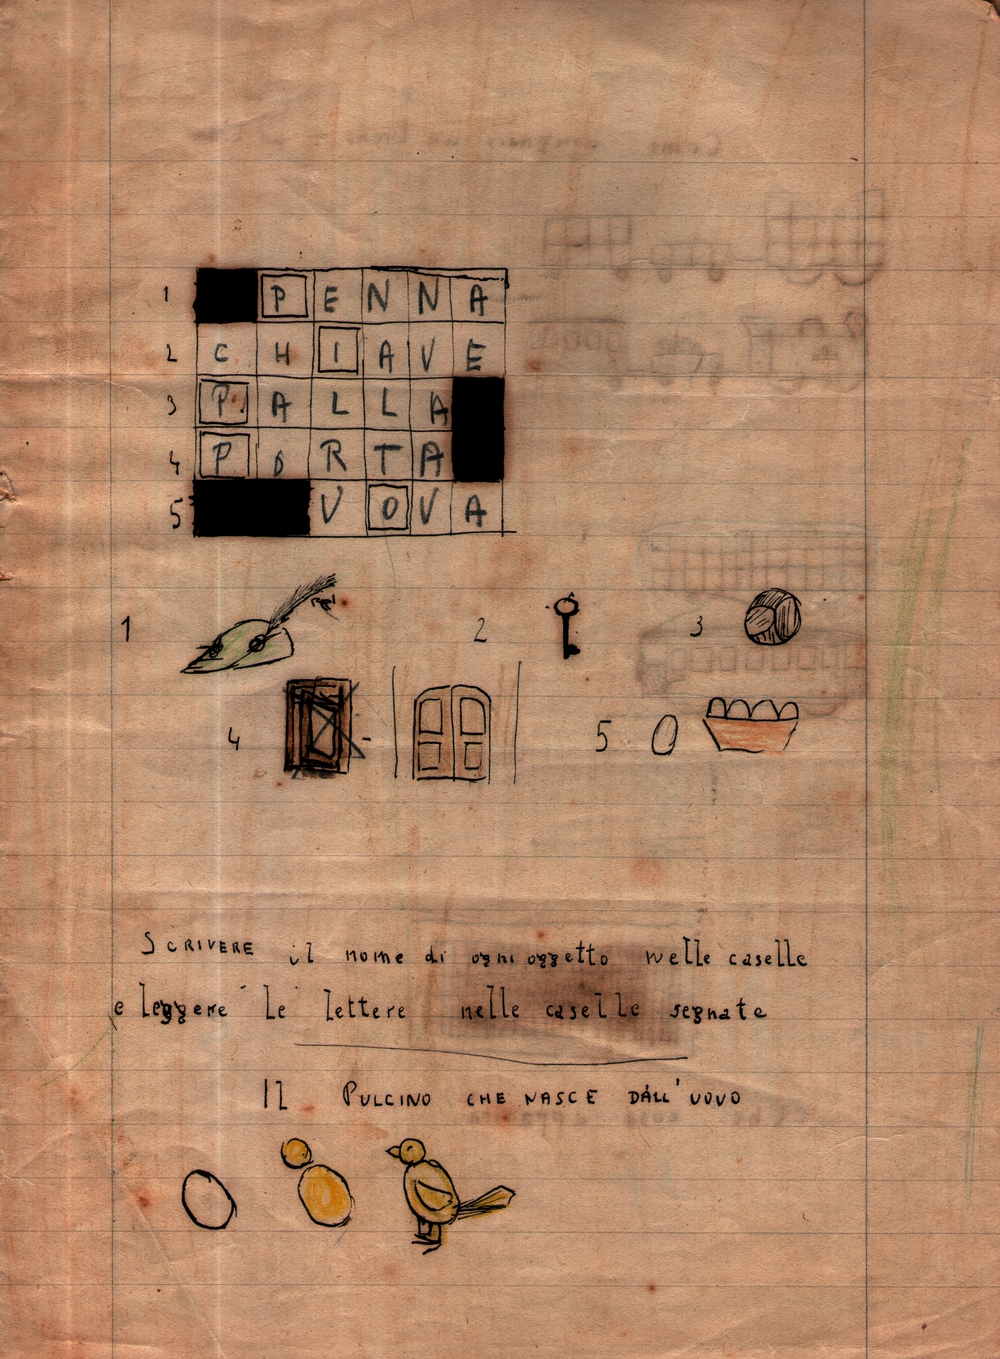 1 P E N N A
2 C H I A V E
3 P A L L A
4 P O R T A
5 V O V A
1 2 3
4 5
SCRIVERE il nome di ogni oggetto nelle caselle
e leggere le lettere nelle caselle segnate
IL PULCINO CHE NASCE DALL'UOVO